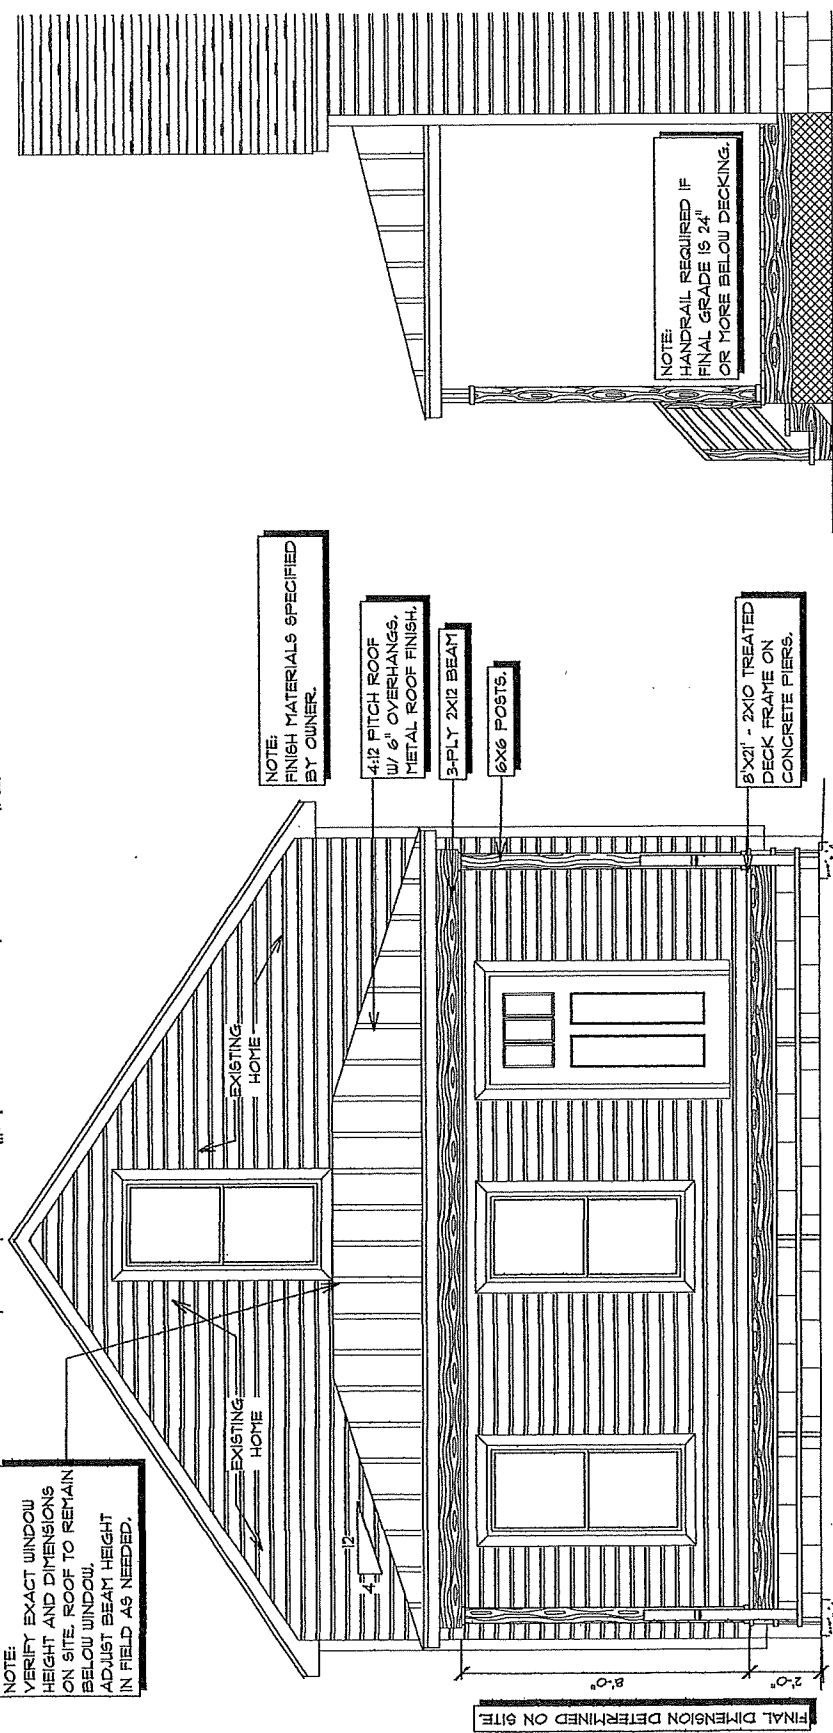 NOTE:
VERIFY EXACT WINDOW
HEIGHT AND DIMENSIONS
ON SITE, ROOF TO REMAIN
BELOW WINDOW.
ADJUST BEAM HEIGHT
IN FIELD AS NEEDED.
EXISTING
HOME
EXISTING
HOME
12
4
NOTE:
FINISH MATERIALS SPECIFIED
BY OWNER.
4:12 PITCH ROOF
W/ 6" OVERHANGS,
METAL ROOF FINISH.
3-PLY 2X12 BEAM
6X6 POSTS.
8'X21' - 2X10 TREATED
DECK FRAME ON
CONCRETE PIERS.
8'-0"
2'-0"
FINAL DIMENSION DETERMINED ON SITE.
NOTE:
HANDRAIL REQUIRED IF
FINAL GRADE IS 24"
OR MORE BELOW DECKING.